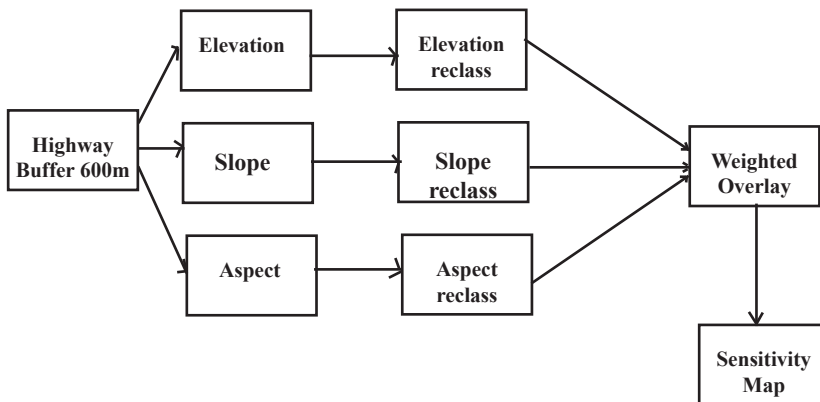 Elevation
Elevation
reclass
Highway
Buffer 600m
Slope
Slope
reclass
Weighted
Overlay
Aspect
Aspect
reclass
Sensitivity
Map